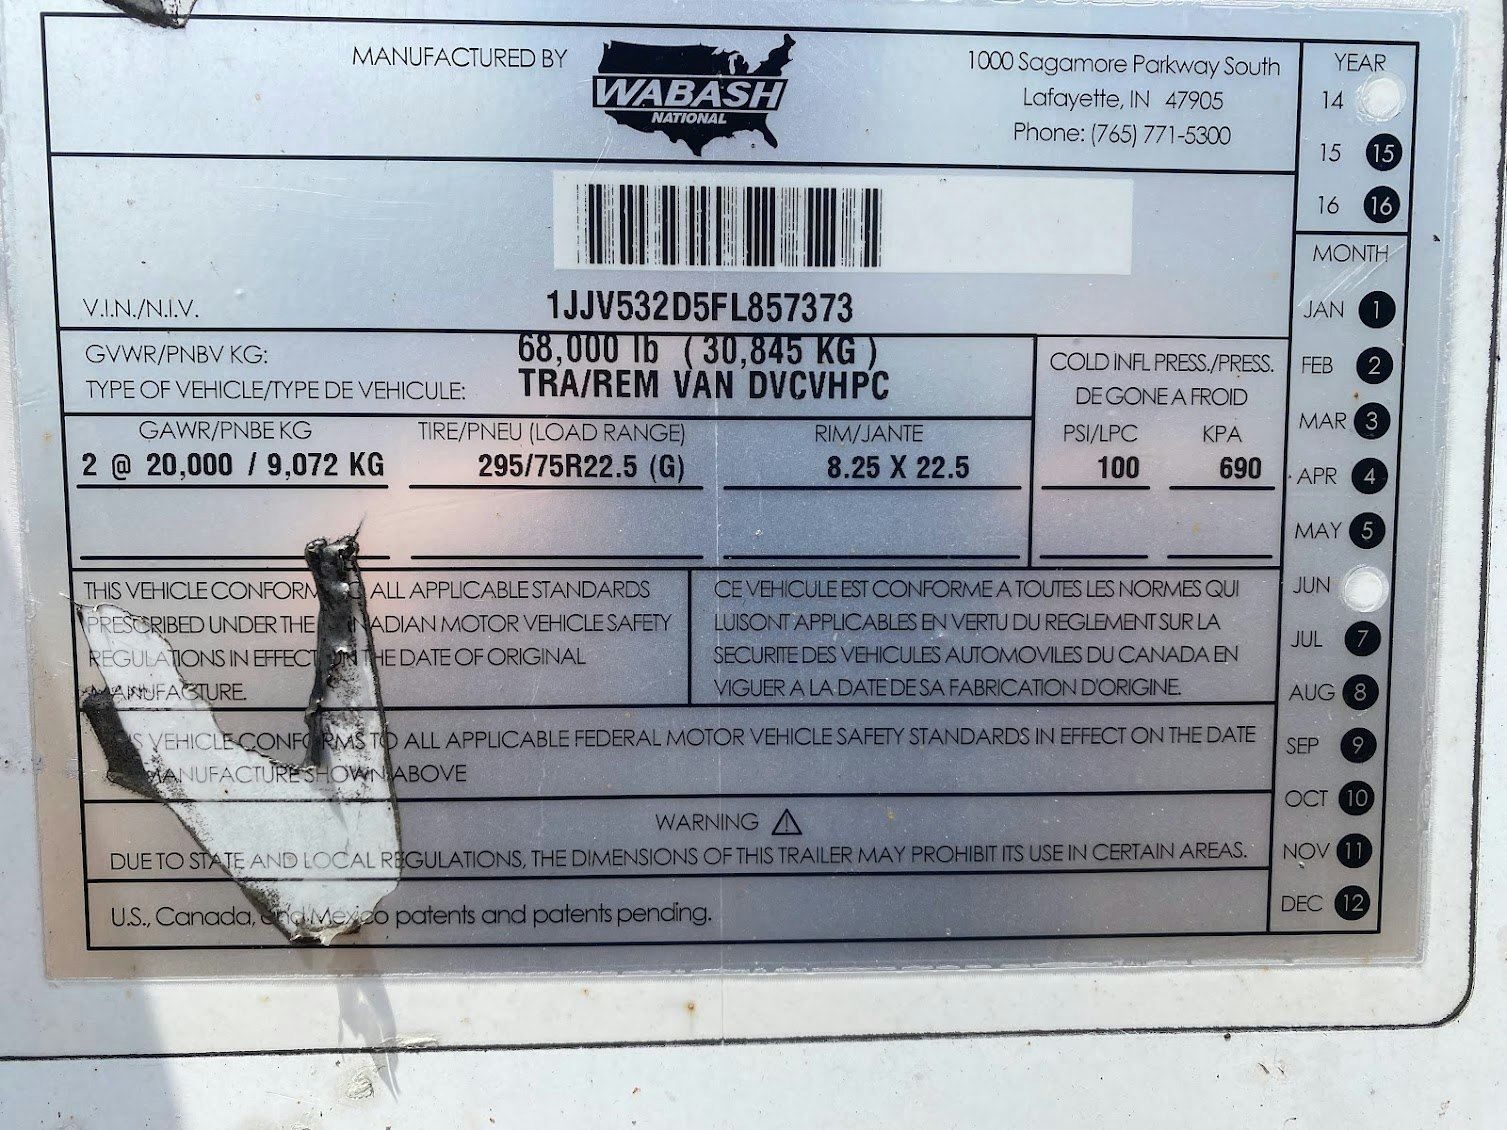 MANUFACTURED BY
WABASH
NATIONAL
1000 Sagamore Parkway South
Lafayette, IN 47905
Phone: (765) 771-5300
YEAR
14
15 15
16 16
V.I.N./N.I.V. 1JJV532D5FL857373
GVWR/PNBV KG: 68,000 lb ( 30,845 KG )
TYPE OF VEHICLE/TYPE DE VEHICULE: TRA/REM VAN DVCVHPC
COLD INFL PRESS./PRESS.
DE GONE A FROID
GAWR/PNBE KG TIRE/PNEU (LOAD RANGE) RIM/JANTE PSI/LPC KPA
2 @ 20,000 / 9,072 KG 295/75R22.5 (G) 8.25 X 22.5 100 690
MONTH
JAN 1
FEB 2
MAR 3
APR 4
MAY 5
JUN
JUL 7
AUG 8
SEP 9
OCT 10
NOV 11
DEC 12
THIS VEHICLE CONFORM ALL APPLICABLE STANDARDS
PRESCRIBED UNDER THE CANADIAN MOTOR VEHICLE SAFETY
REGULATIONS IN EFFECT ON THE DATE OF ORIGINAL
MANUFACTURE.
CE VEHICULE EST CONFORME A TOUTES LES NORMES QUI
LUISONT APPLICABLES EN VERTU DU REGLEMENT SUR LA
SECURITE DES VEHICULES AUTOMOVILES DU CANADA EN
VIGUER A LA DATE DE SA FABRICATION D'ORIGINE.
THIS VEHICLE CONFORMS TO ALL APPLICABLE FEDERAL MOTOR VEHICLE SAFETY STANDARDS IN EFFECT ON THE DATE
MANUFACTURE SHOWN ABOVE
WARNING
DUE TO STATE AND LOCAL REGULATIONS, THE DIMENSIONS OF THIS TRAILER MAY PROHIBIT ITS USE IN CERTAIN AREAS.
U.S., Canada, and Mexico patents and patents pending.